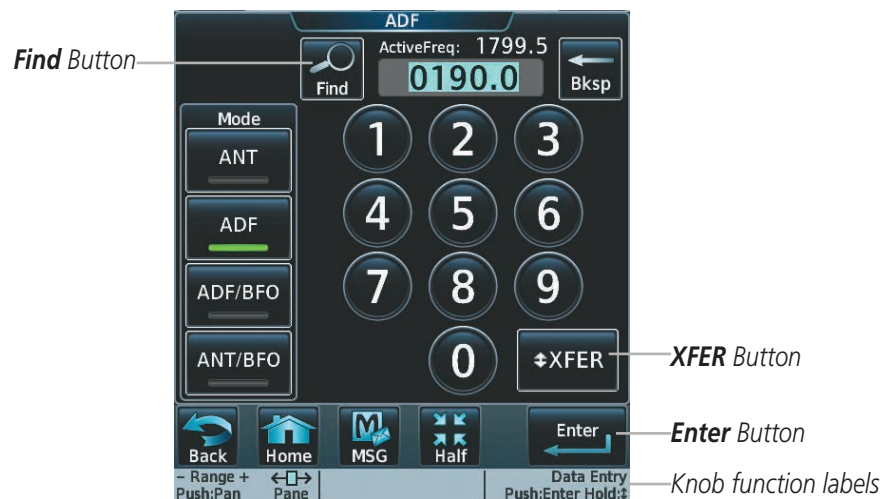 ADF
Find Button
Find
ActiveFreq: 1799.5
0190.0
Bksp
Mode
ANT
ADF
ADF/BFO
ANT/BFO
1 2 3
4 5 6
7 8 9
0
XFER
XFER Button
Back
Home
MSG
Half
Enter
Enter Button
– Range +
Push:Pan
Pane
Data Entry
Push:Enter Hold:↕
Knob function labels